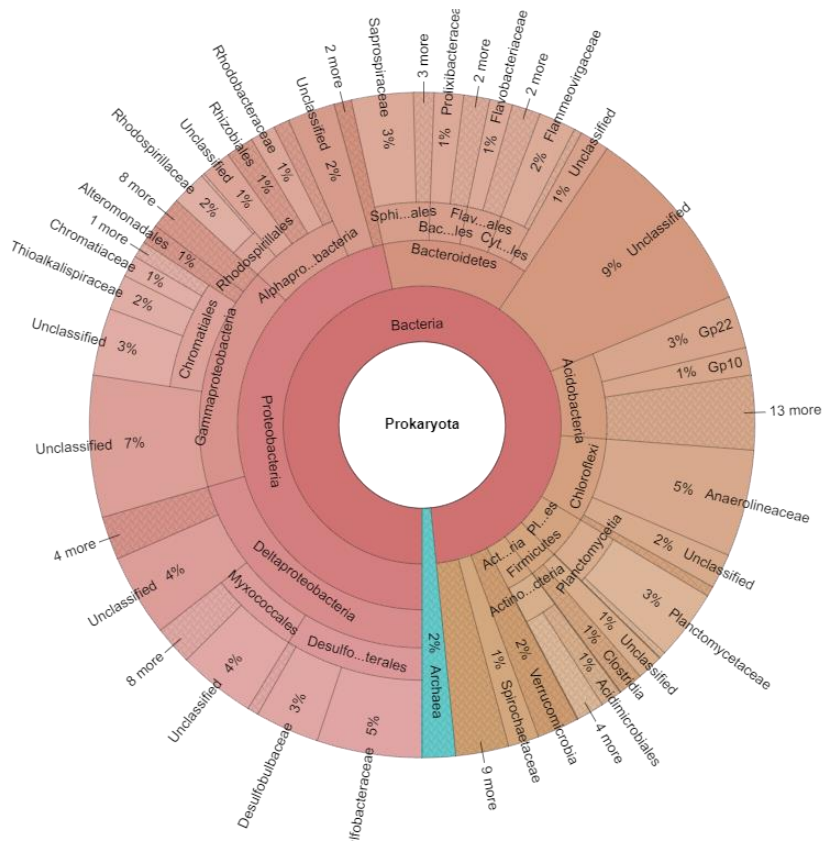 Prokaryota
Bacteria
Proteobacteria
Bacteroidetes
Acidobacteria
Chloroflexi
Pl...es
Planctomycetia
Firmicutes
Act...ria
Actino...cteria
Alphapro...bacteria
Rhodospirillales
Gammaproteobacteria
Chromatiales
Deltaproteobacteria
Myxococcales
Desulfo...terales
Sphi...ales
Bac...les
Flav...ales
Cyt...les
2 more
3% Saprospiraceae
3 more
1% Prolixibacteracea
2 more
1% Flavobacteriaceae
2 more
2% Flammeovirgaceae
1% Unclassified
9% Unclassified
3% Gp22
1% Gp10
13 more
5% Anaerolineaceae
2% Unclassified
3% Planctomycetaceae
1% Unclassified
1% Clostridia
1% Acidimicrobiales
4 more
2% Verrucomicrobia
1% Spirochaetaceae
9 more
2% Archaea
lfobacteraceae 5%
Desulfobulbaceae 3%
Unclassified 4%
8 more
Unclassified 4%
4 more
Unclassified 7%
Unclassified 3%
Thioalkalispiraceae 2%
Chromatiaceae 1%
1 more
Alteromonadales 1%
8 more
Rhodospirillaceae 2%
Unclassified 1%
Rhizobiales 1%
Rhodobacteraceae 1%
Unclassified 2%